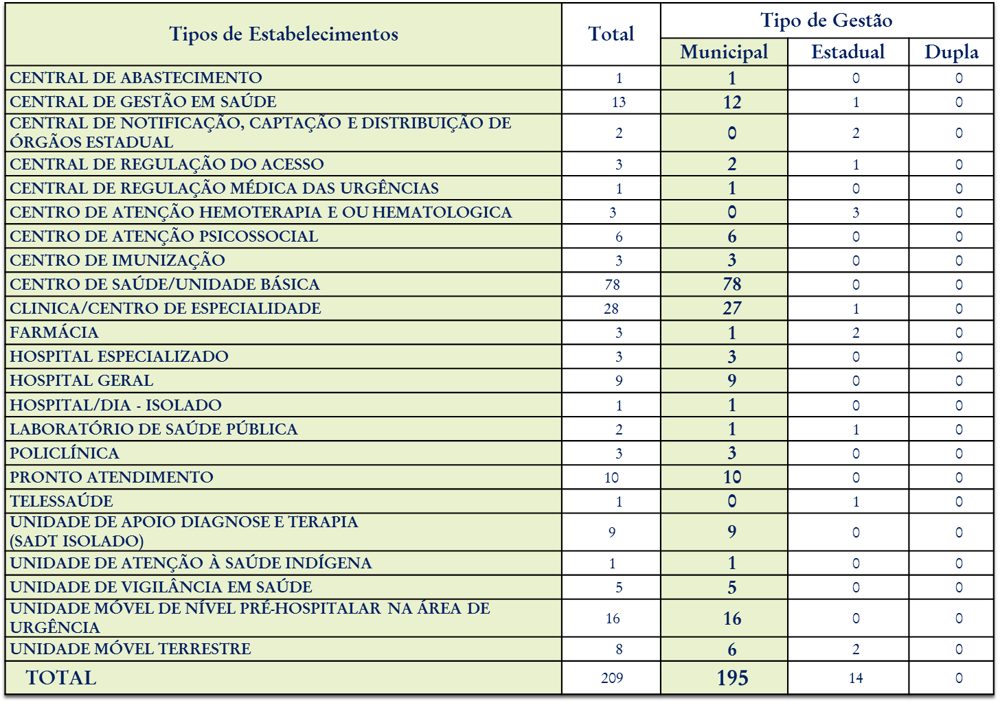 Tipos de Estabelecimentos Total Tipo de Gestão
Municipal Estadual Dupla
CENTRAL DE ABASTECIMENTO 1 1 0 0
CENTRAL DE GESTÃO EM SAÚDE 13 12 1 0
CENTRAL DE NOTIFICAÇÃO, CAPTAÇÃO E DISTRIBUIÇÃO DE
ÓRGÃOS ESTADUAL 2 0 2 0
CENTRAL DE REGULAÇÃO DO ACESSO 3 2 1 0
CENTRAL DE REGULAÇÃO MÉDICA DAS URGÊNCIAS 1 1 0 0
CENTRO DE ATENÇÃO HEMOTERAPIA E OU HEMATOLOGICA 3 0 3 0
CENTRO DE ATENÇÃO PSICOSSOCIAL 6 6 0 0
CENTRO DE IMUNIZAÇÃO 3 3 0 0
CENTRO DE SAÚDE/UNIDADE BÁSICA 78 78 0 0
CLINICA/CENTRO DE ESPECIALIDADE 28 27 1 0
FARMÁCIA 3 1 2 0
HOSPITAL ESPECIALIZADO 3 3 0 0
HOSPITAL GERAL 9 9 0 0
HOSPITAL/DIA - ISOLADO 1 1 0 0
LABORATÓRIO DE SAÚDE PÚBLICA 2 1 1 0
POLICLÍNICA 3 3 0 0
PRONTO ATENDIMENTO 10 10 0 0
TELESSAÚDE 1 0 1 0
UNIDADE DE APOIO DIAGNOSE E TERAPIA
(SADT ISOLADO) 9 9 0 0
UNIDADE DE ATENÇÃO À SAÚDE INDÍGENA 1 1 0 0
UNIDADE DE VIGILÂNCIA EM SAÚDE 5 5 0 0
UNIDADE MÓVEL DE NÍVEL PRÉ-HOSPITALAR NA ÁREA DE
URGÊNCIA 16 16 0 0
UNIDADE MÓVEL TERRESTRE 8 6 2 0
TOTAL 209 195 14 0